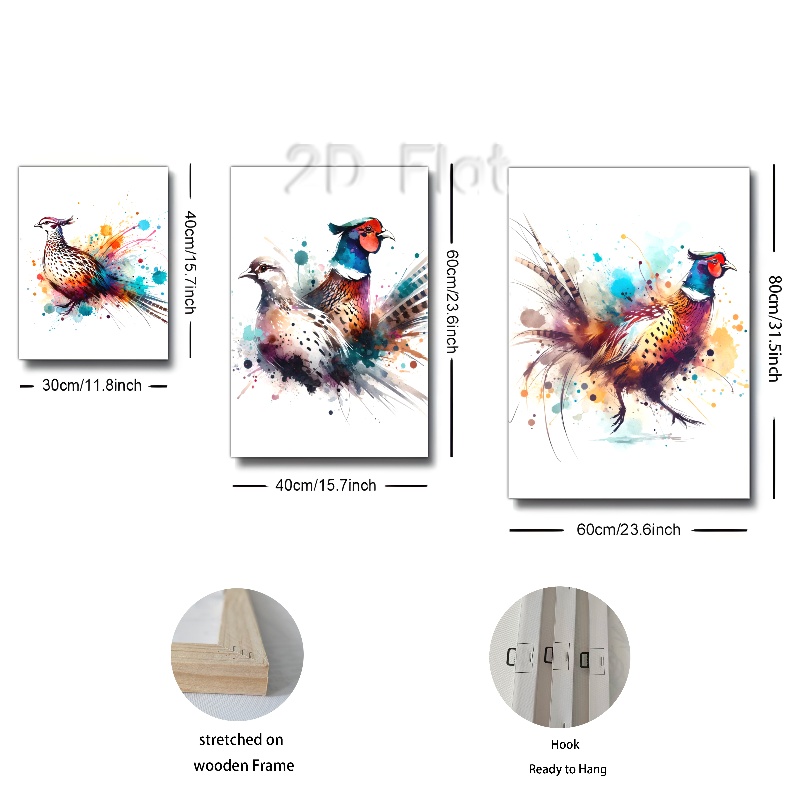 2D Flat
40cm/15.7inch
30cm/11.8inch
60cm/23.6inch
40cm/15.7inch
80cm/31.5inch
60cm/23.6inch
stretched on
wooden Frame
Hook
Ready to Hang